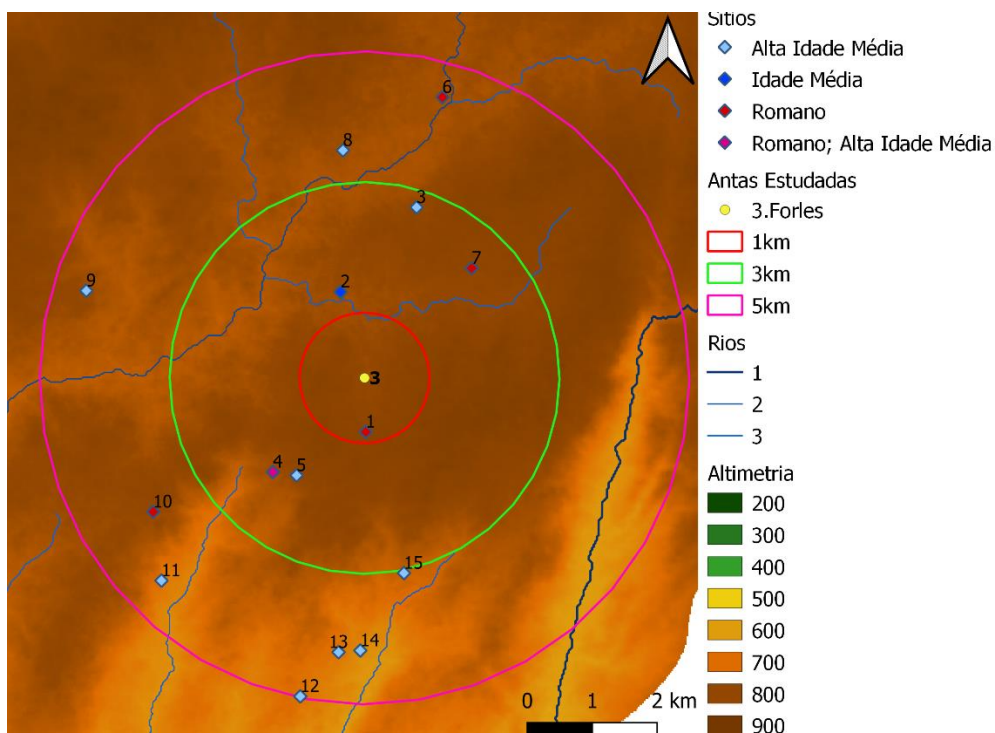 Sítios
Alta Idade Média
Idade Média
Romano
Romano; Alta Idade Média
Antas Estudadas
3.Forles
1km
3km
5km
Rios
1
2
3
Altimetria
200
300
400
500
600
700
800
900
6
8
3
7
9
2
3
1
4
5
10
11
15
13
14
12
0 1 2 km